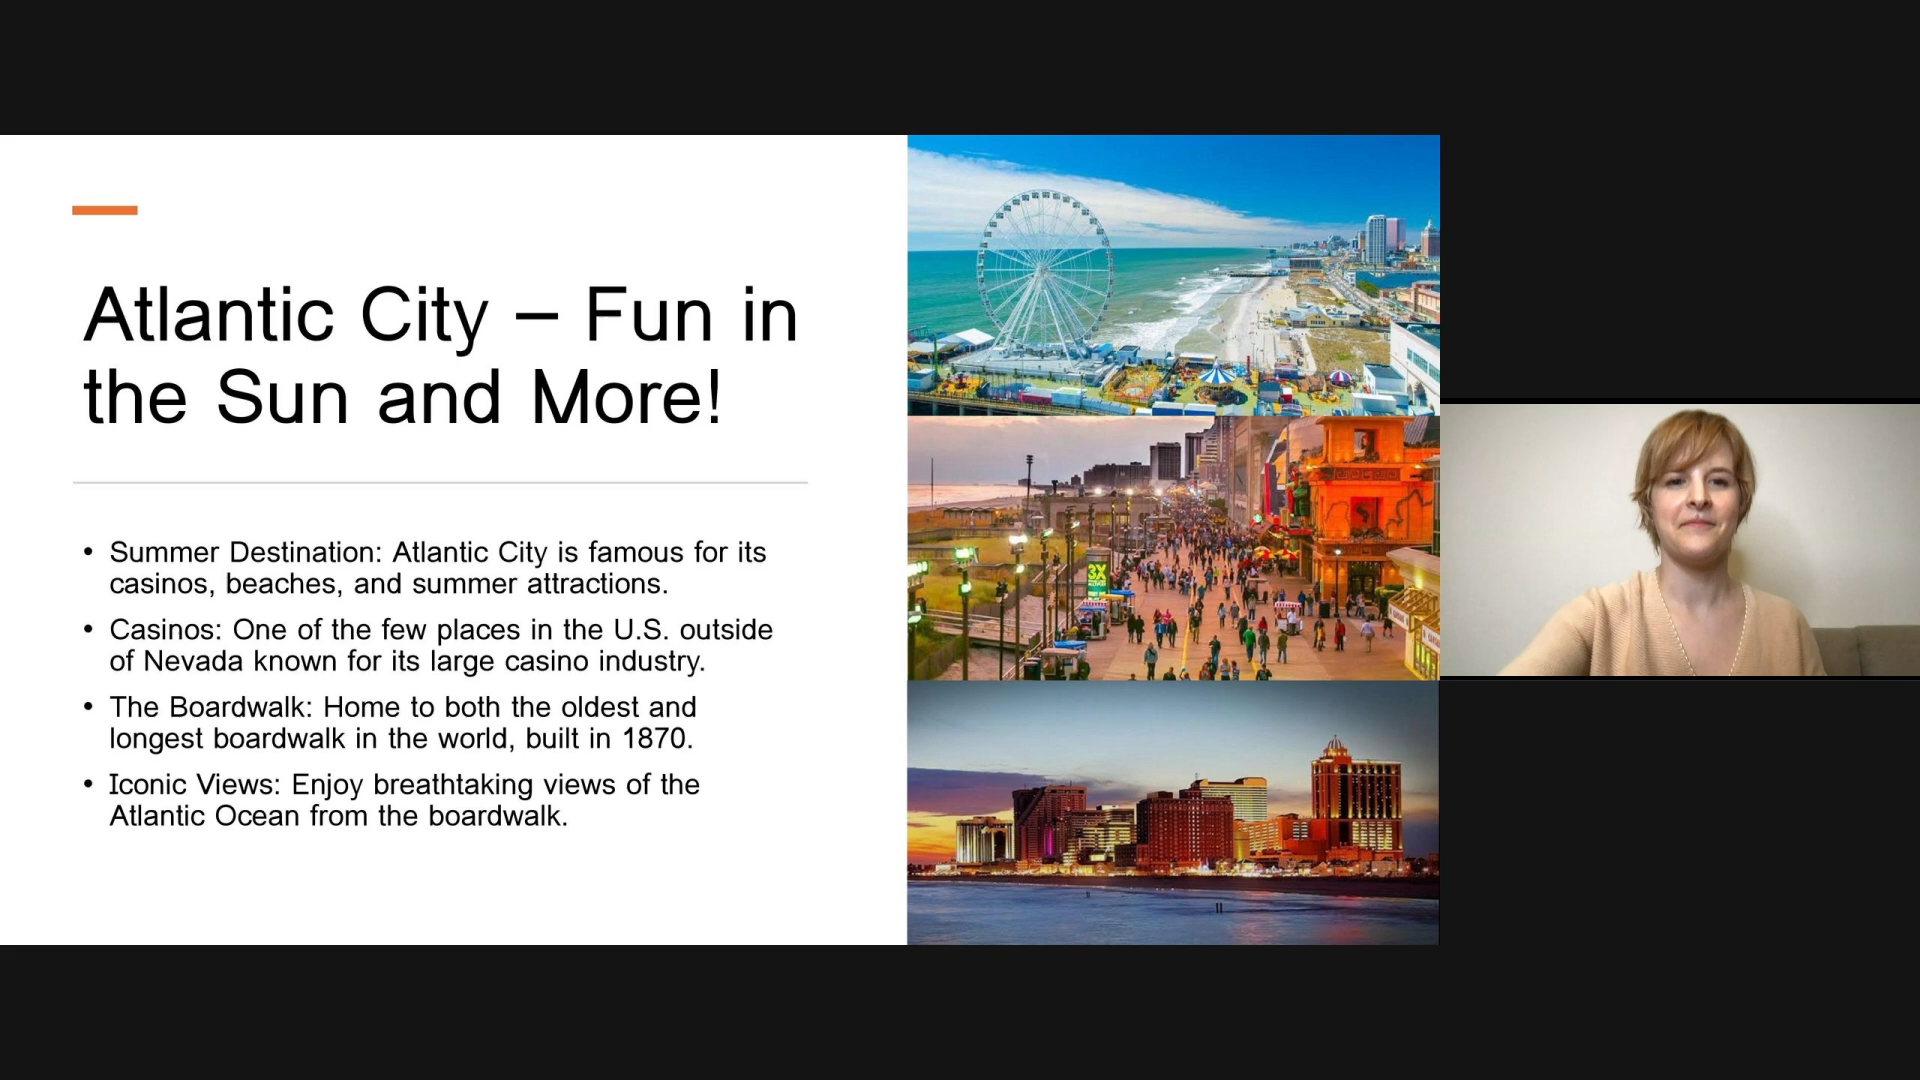 Atlantic City – Fun in
the Sun and More!
• Summer Destination: Atlantic City is famous for its
casinos, beaches, and summer attractions.
• Casinos: One of the few places in the U.S. outside
of Nevada known for its large casino industry.
• The Boardwalk: Home to both the oldest and
longest boardwalk in the world, built in 1870.
• Iconic Views: Enjoy breathtaking views of the
Atlantic Ocean from the boardwalk.
3X